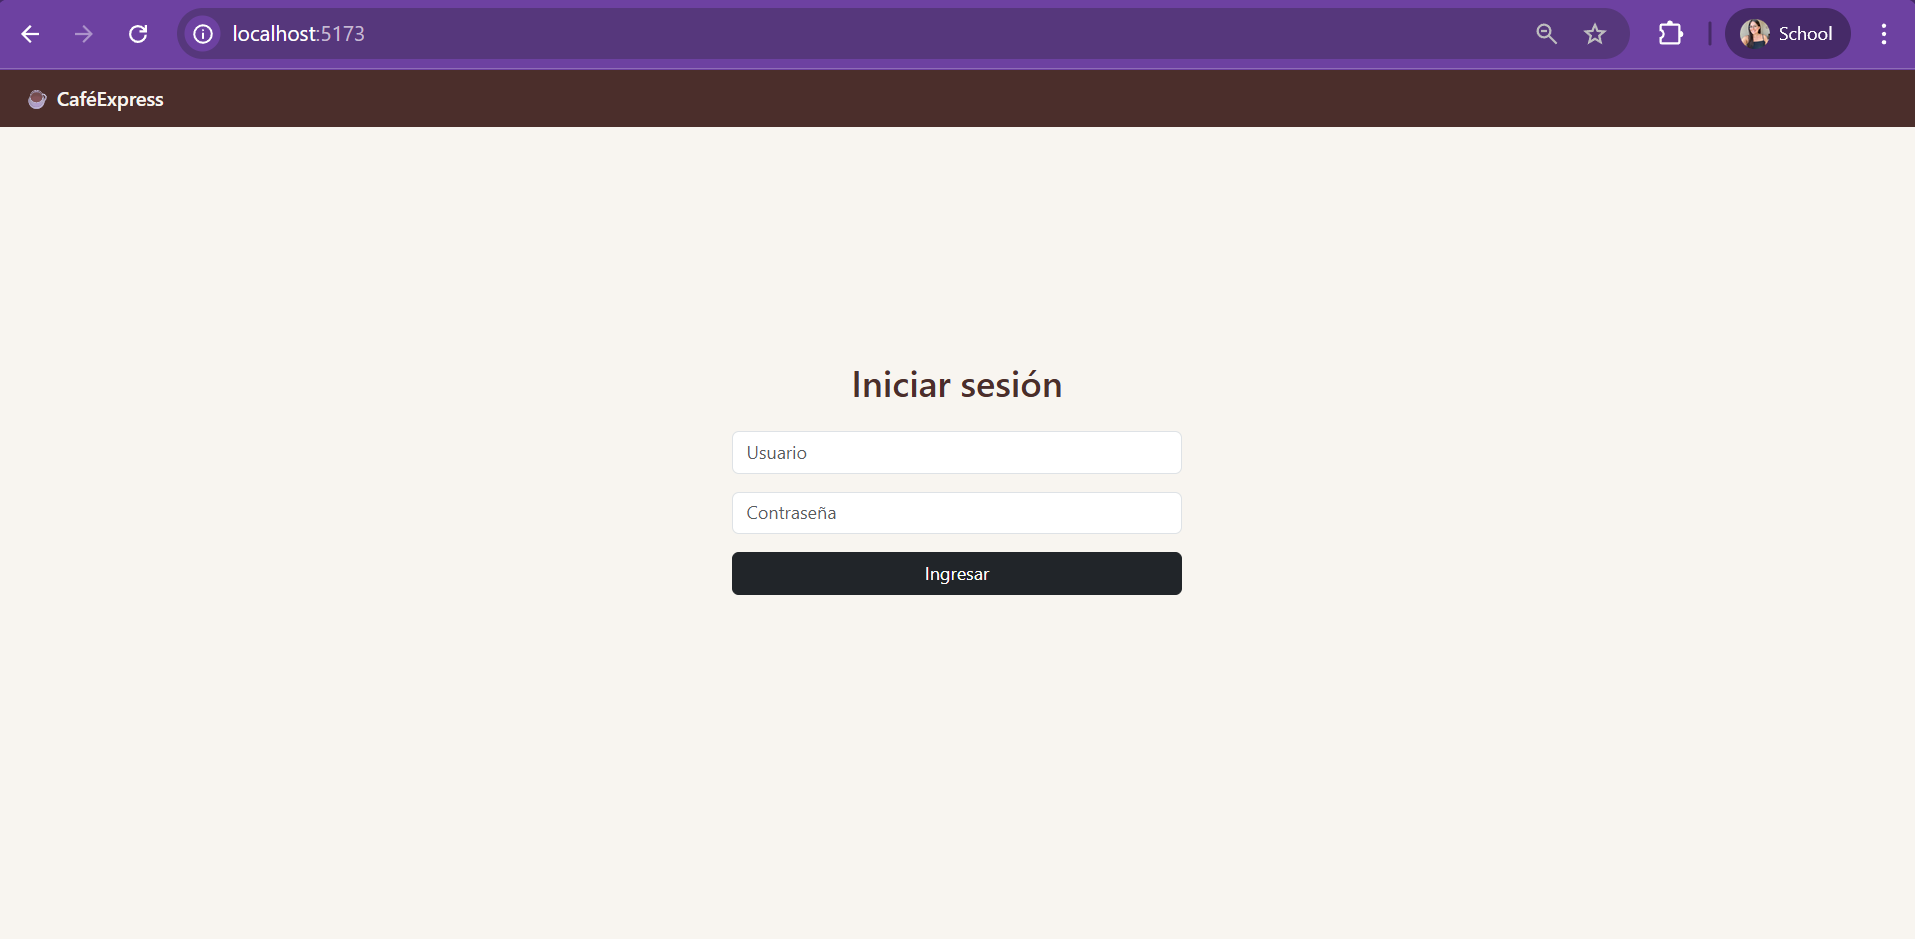 localhost:5173
School
CaféExpress
Iniciar sesión
Usuario
Contraseña
Ingresar